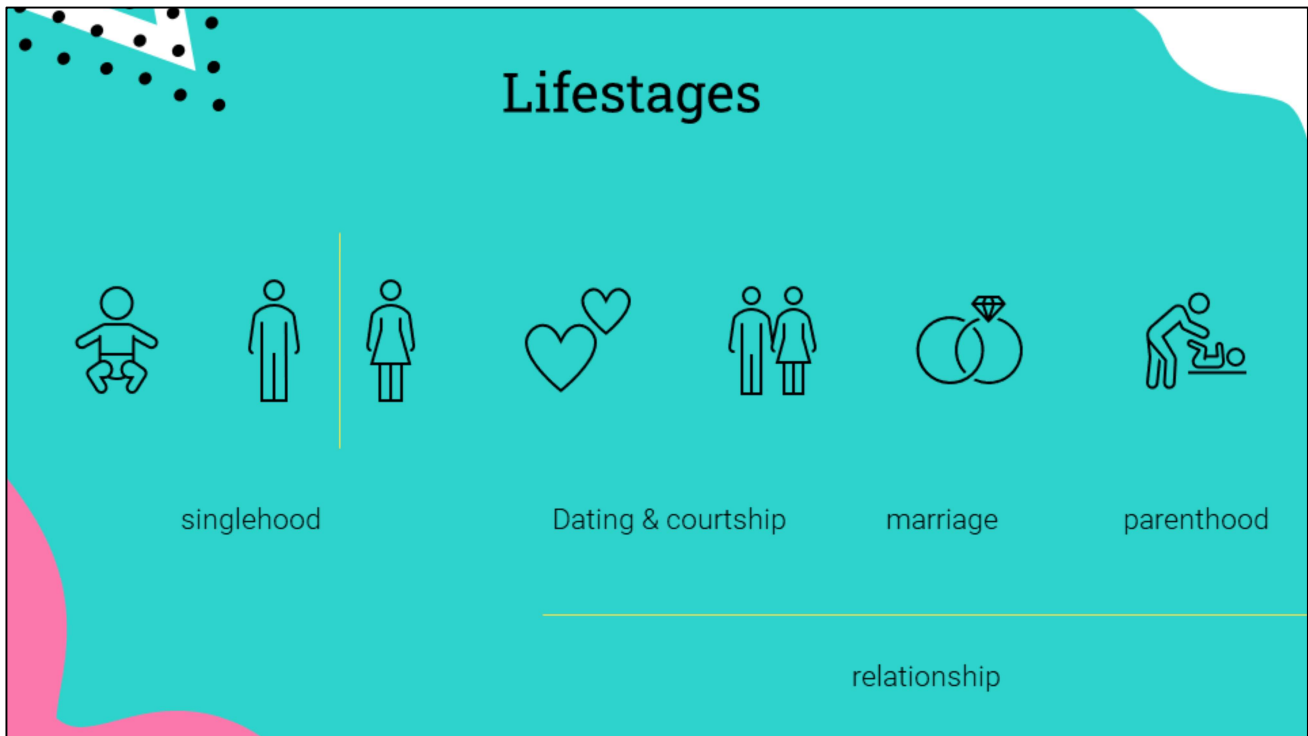 Lifestages
singlehood
Dating & courtship
marriage
parenthood
relationship